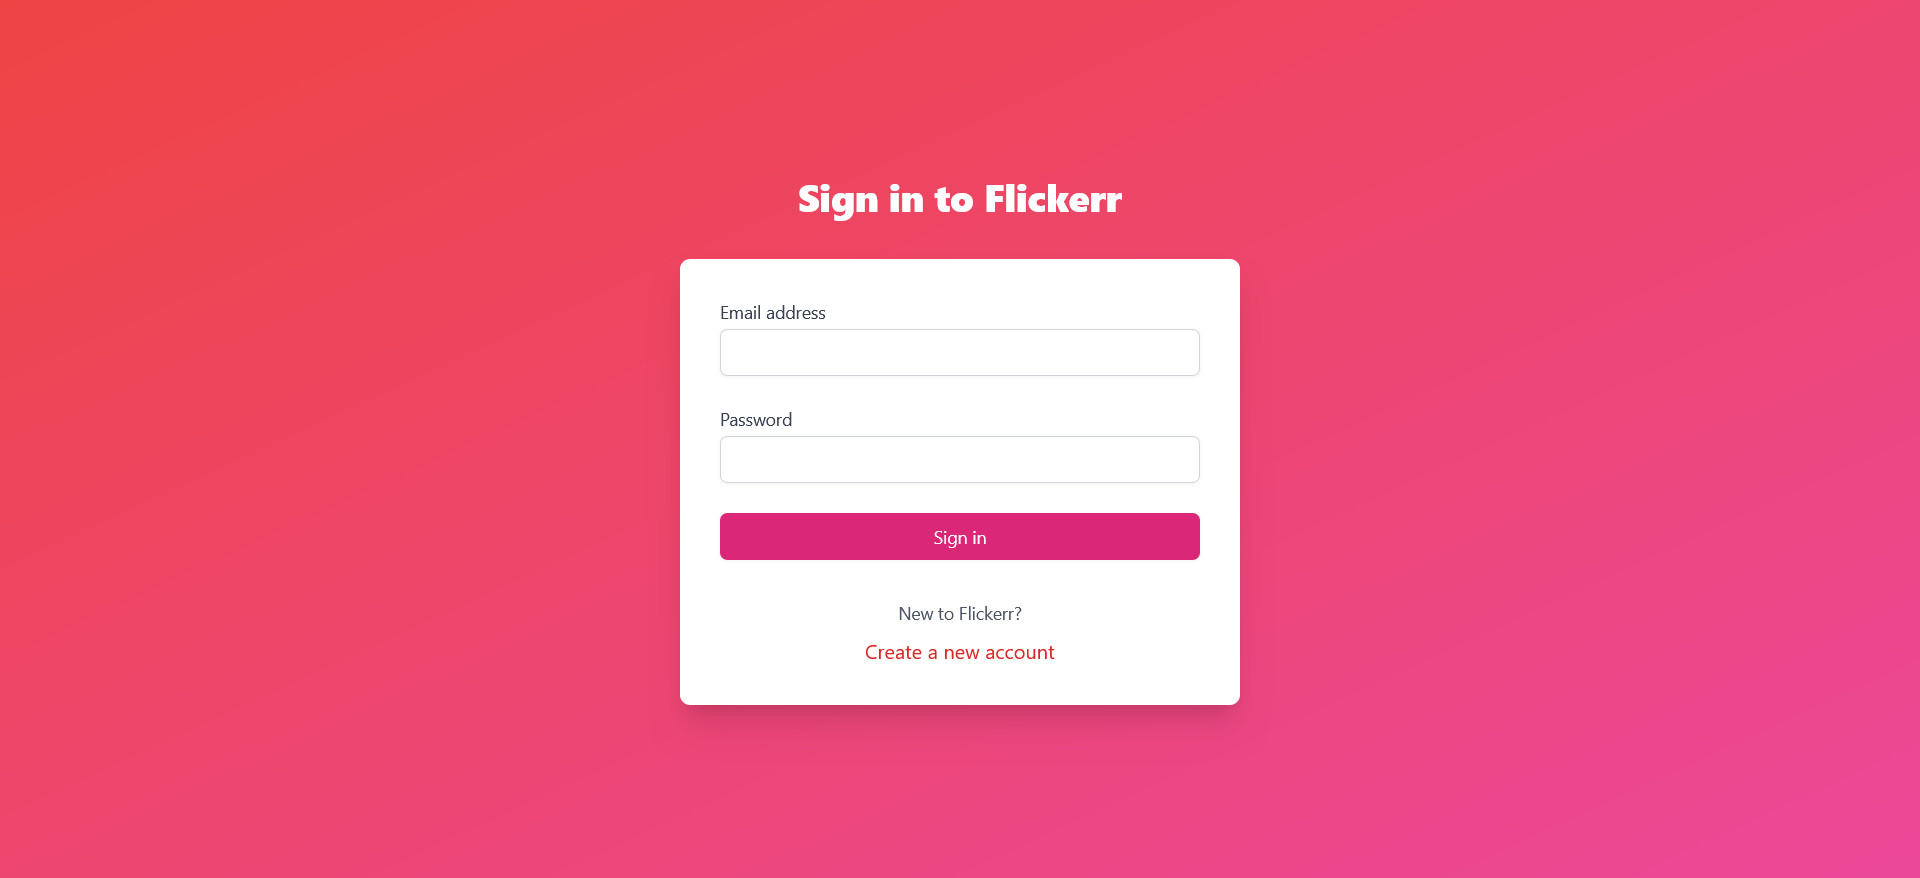 Sign in to Flickerr
Email address
Password
Sign in
New to Flickerr?
Create a new account